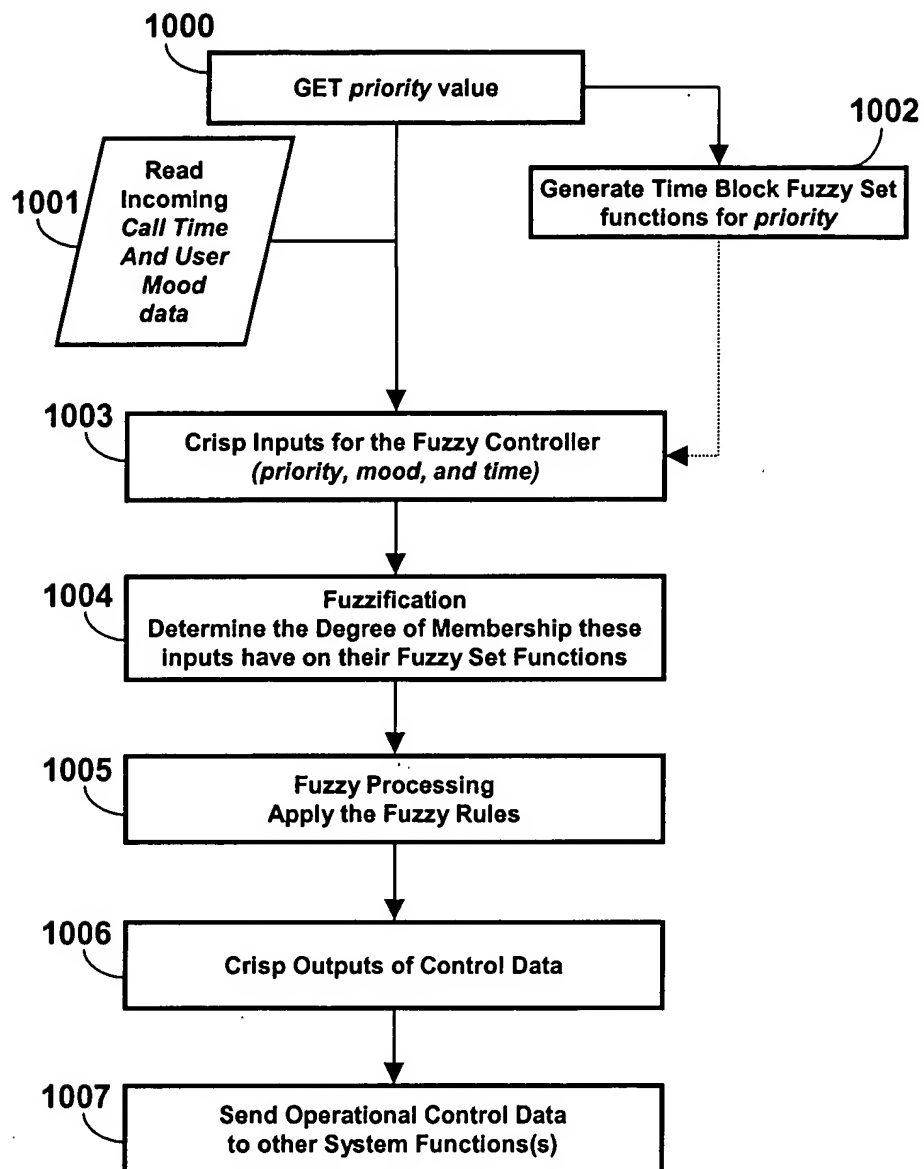 1000
GET priority value
1002
Generate Time Block Fuzzy Set
functions for priority
1001
Read
Incoming
Call Time
And User
Mood
data
1003
Crisp Inputs for the Fuzzy Controller
(priority, mood, and time)
1004
Fuzzification
Determine the Degree of Membership these
inputs have on their Fuzzy Set Functions
1005
Fuzzy Processing
Apply the Fuzzy Rules
1006
Crisp Outputs of Control Data
1007
Send Operational Control Data
to other System Functions(s)